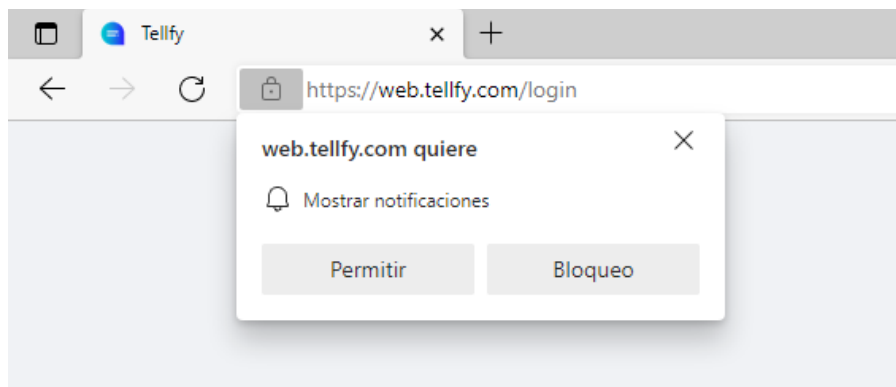 Tellfy
https://web.tellfy.com/login
web.tellfy.com quiere
Mostrar notificaciones
Permitir
Bloqueo